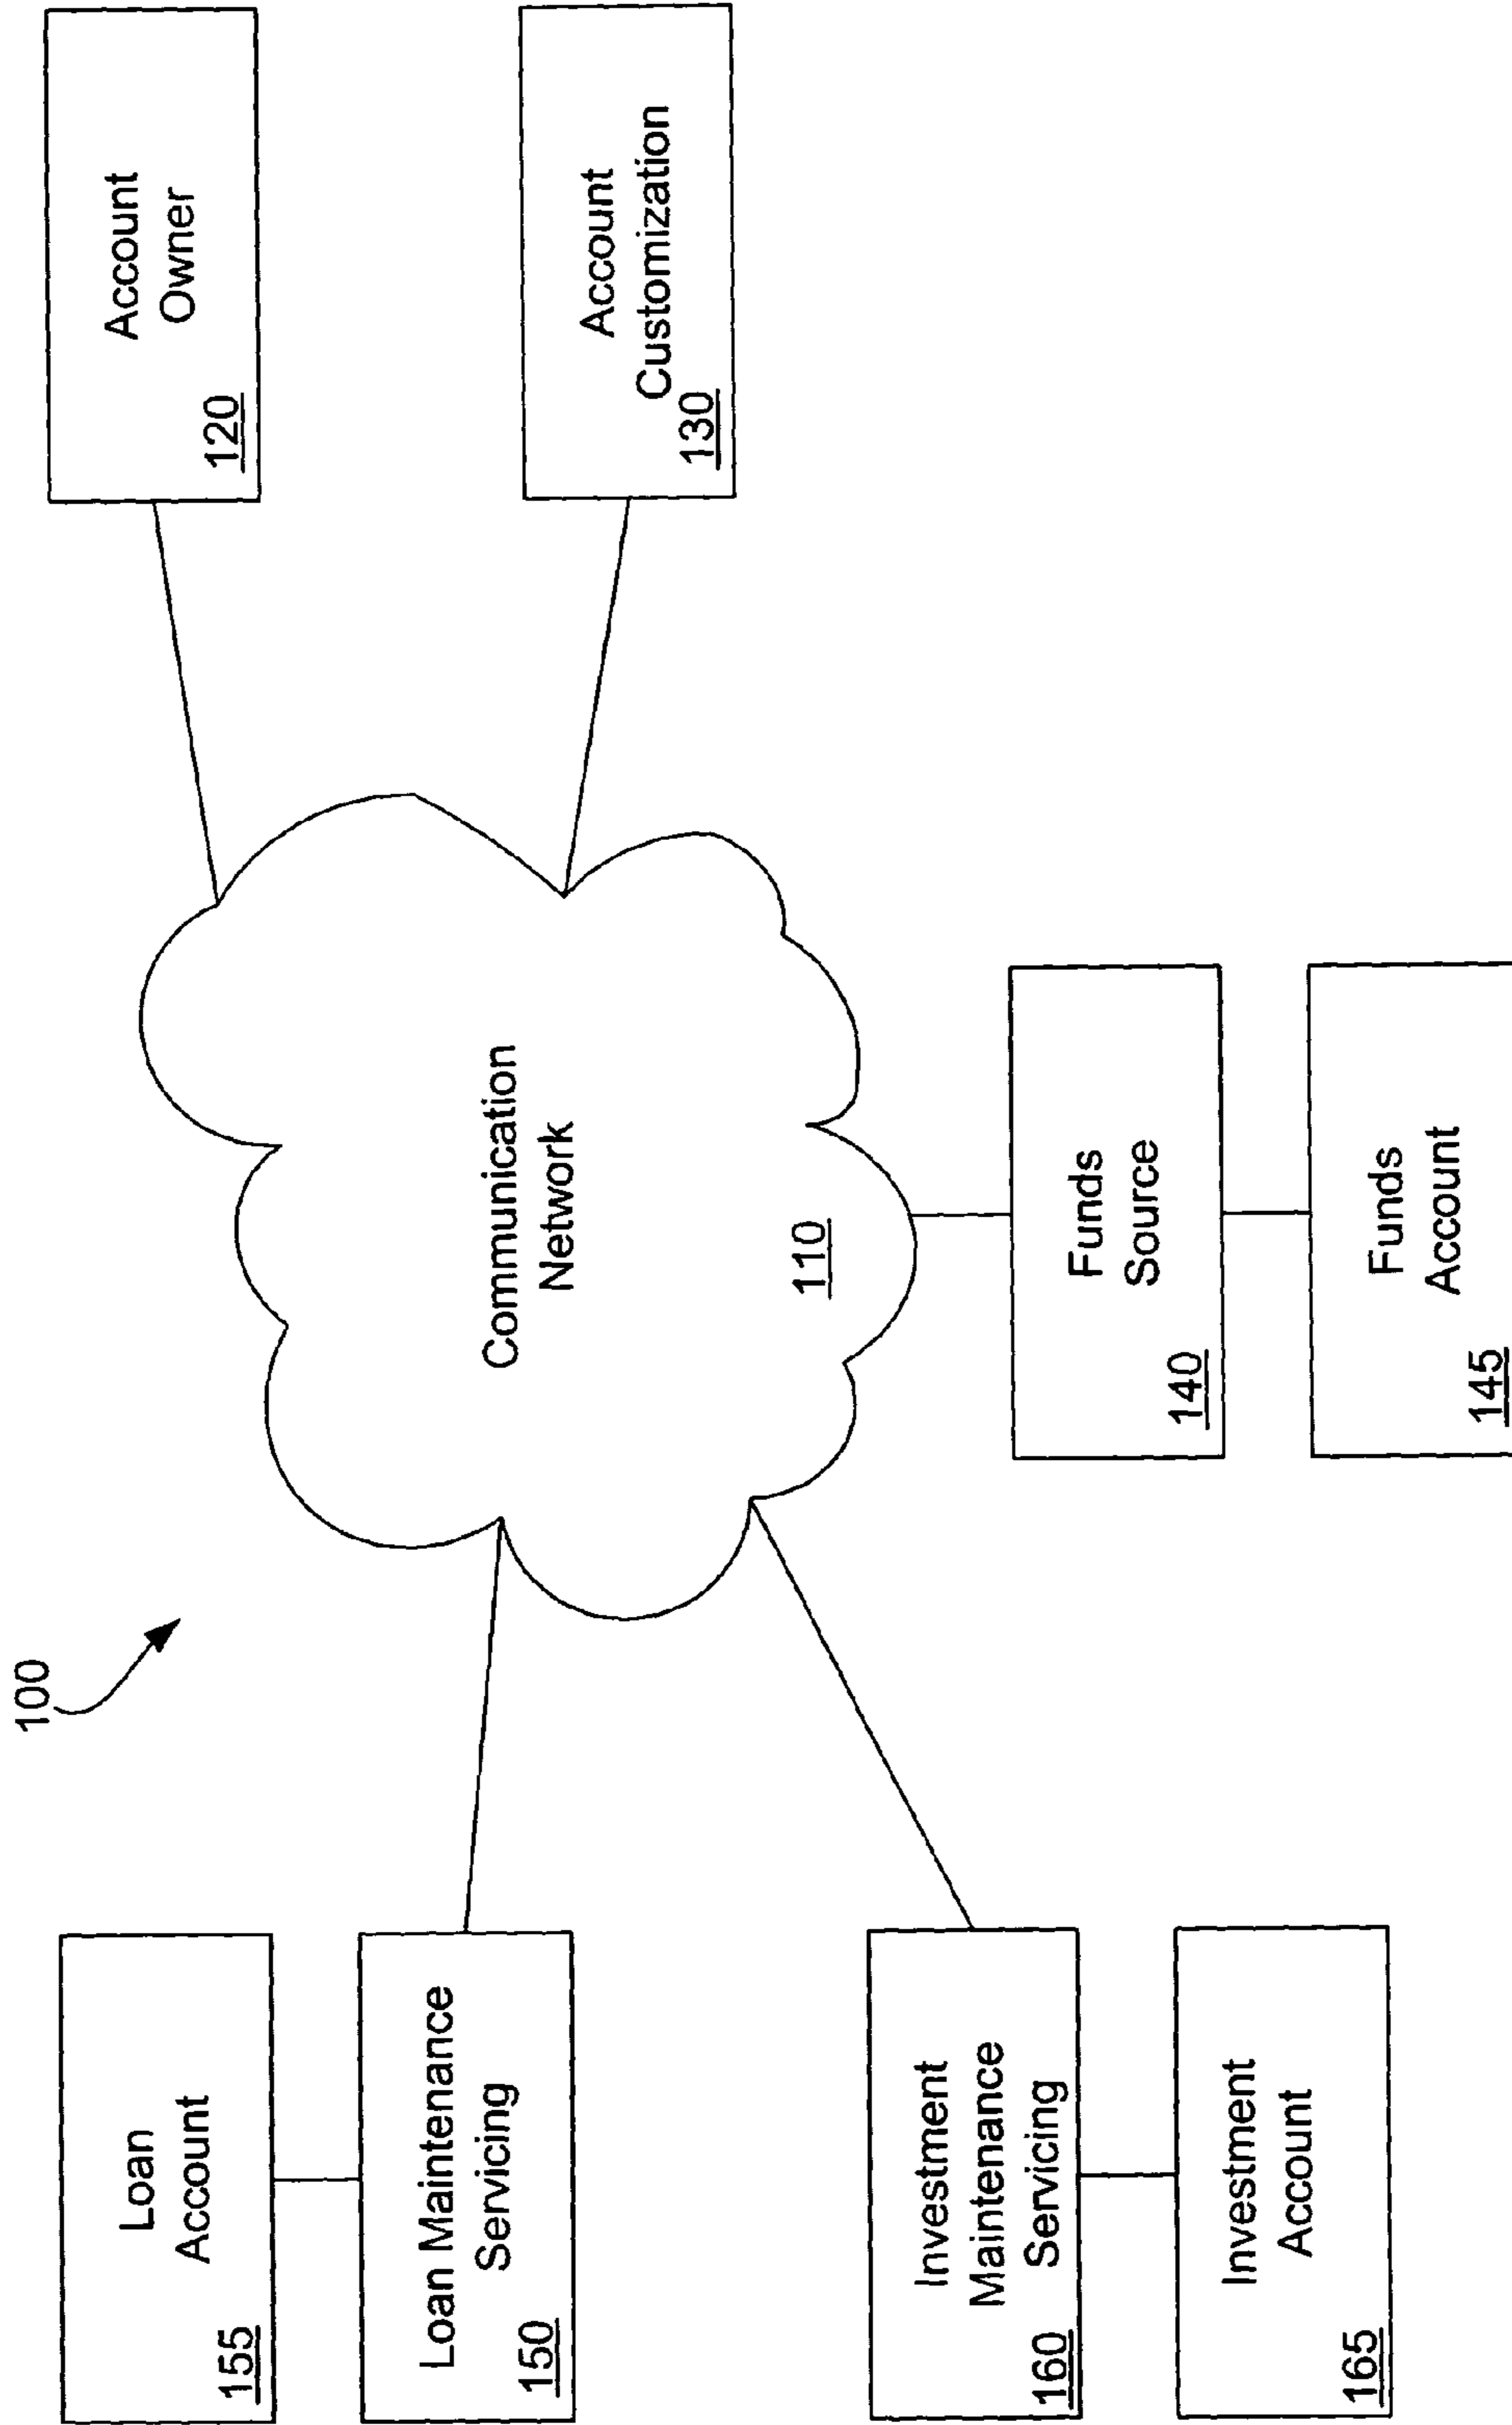 100
Loan
Account
155
Loan Maintenance
Servicing
150
Investment
Maintenance
Servicing
160
Investment
Account
165
Communication
Network
110
Account
Owner
120
Account
Customization
130
Funds
Source
140
Funds
Account
145